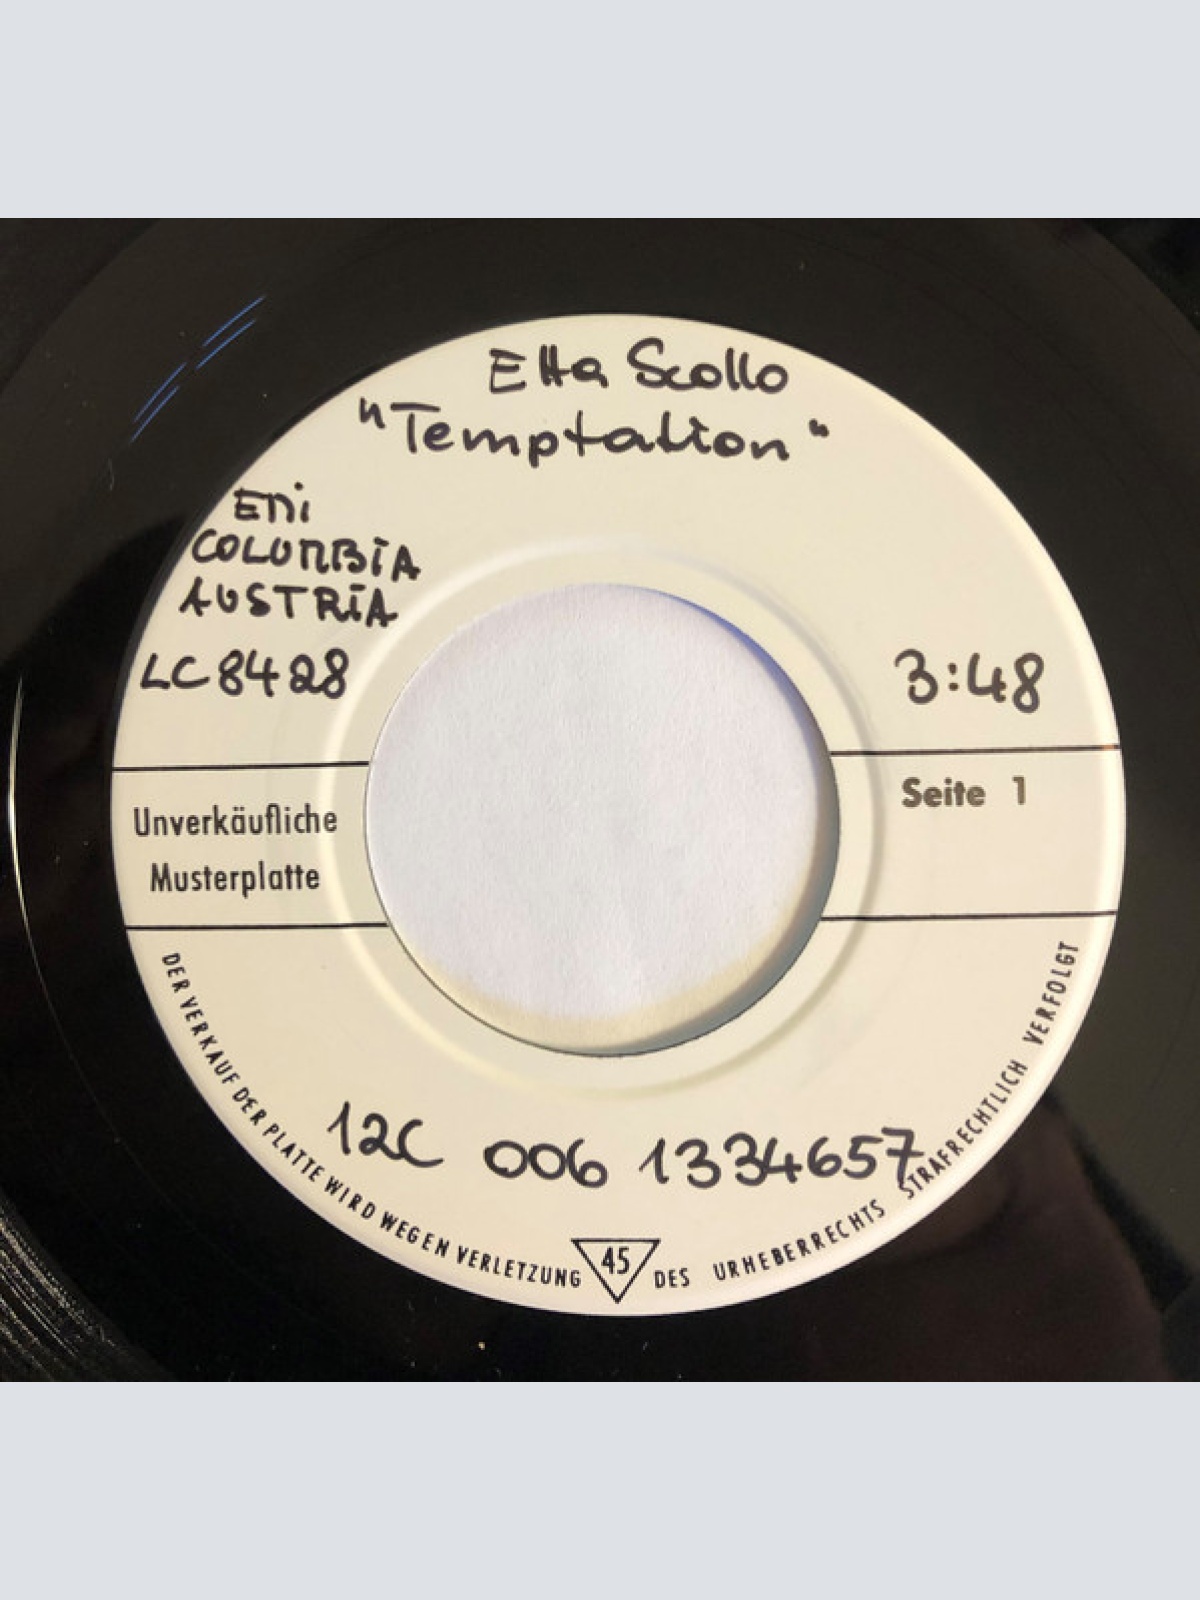 Etta Scollo
"Temptation"
EMi
COLUMBiA
AUSTRiA
LC 8428
3:48
Seite 1
Unverkäufliche
Musterplatte
12C 006 1334657
DER VERKAUF DER PLATTE WIRD WEGEN VERLETZUNG DES URHEBERRECHTS STRAFRECHTLICH VERFOLGT
45